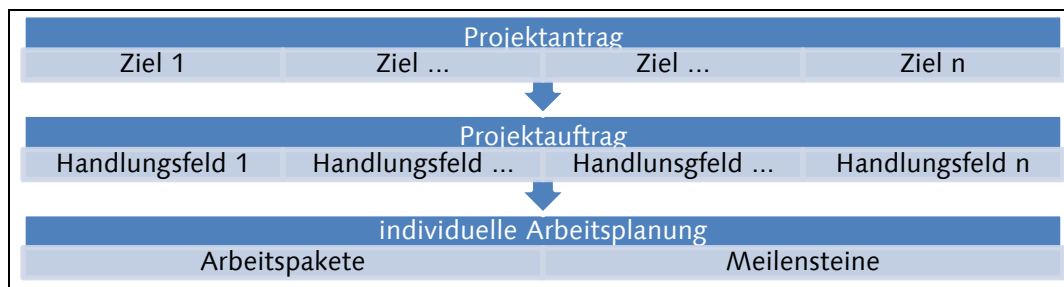 Projektantrag
Ziel 1 Ziel ... Ziel ... Ziel n
Projektauftrag
Handlungsfeld 1 Handlungsfeld ... Handlunsgfeld ... Handlungsfeld n
individuelle Arbeitsplanung
Arbeitspakete Meilensteine